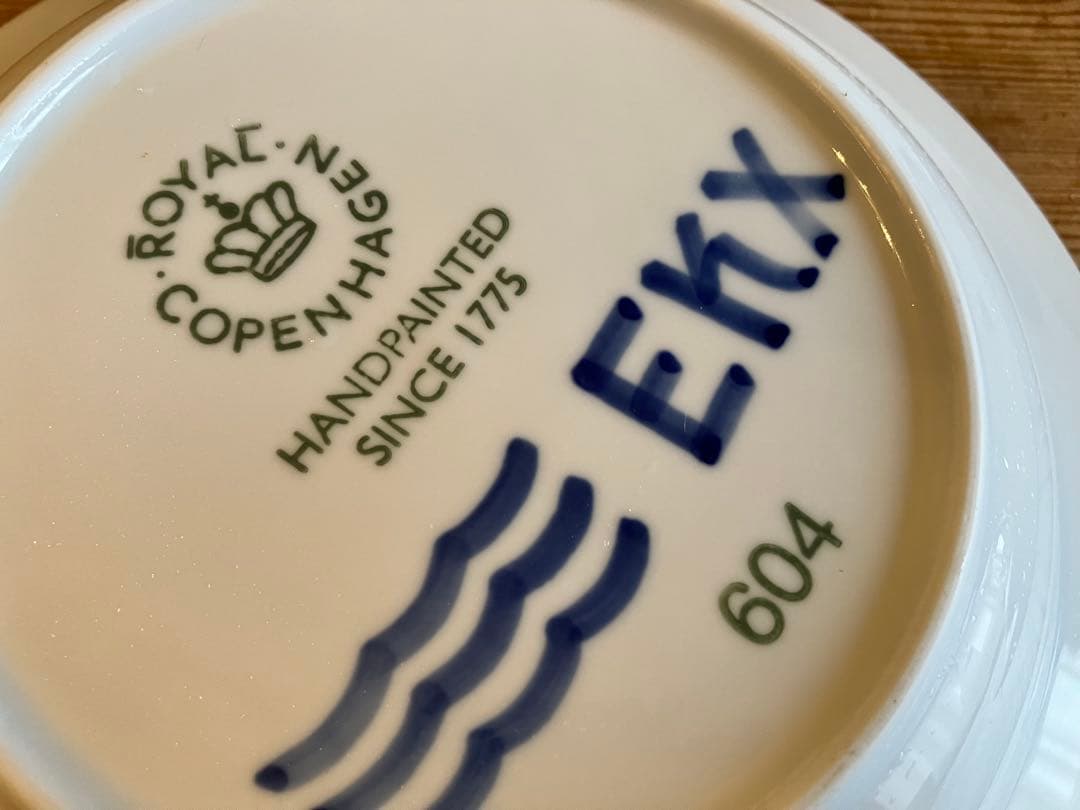 ROYAL
COPENHAGEN
HANDPAINTED
SINCE 1775
EKX
604